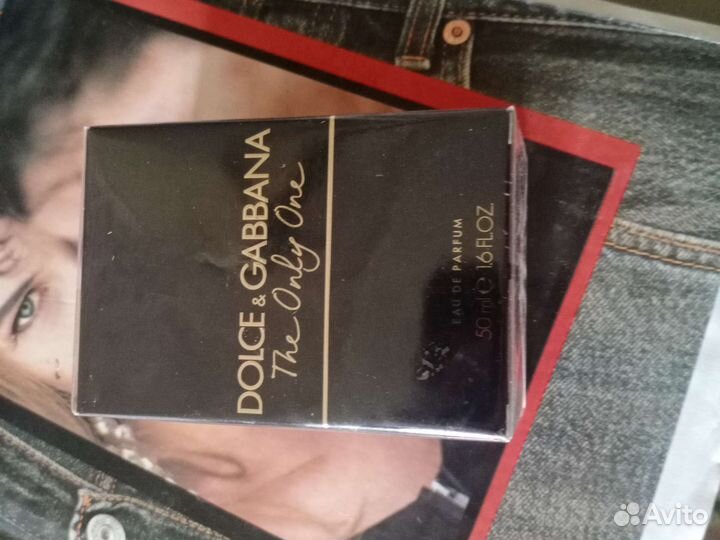 DOLCE & GABBANA
The Only One
EAU DE PARFUM
50 ml e 1.6 FL.OZ.
Avito